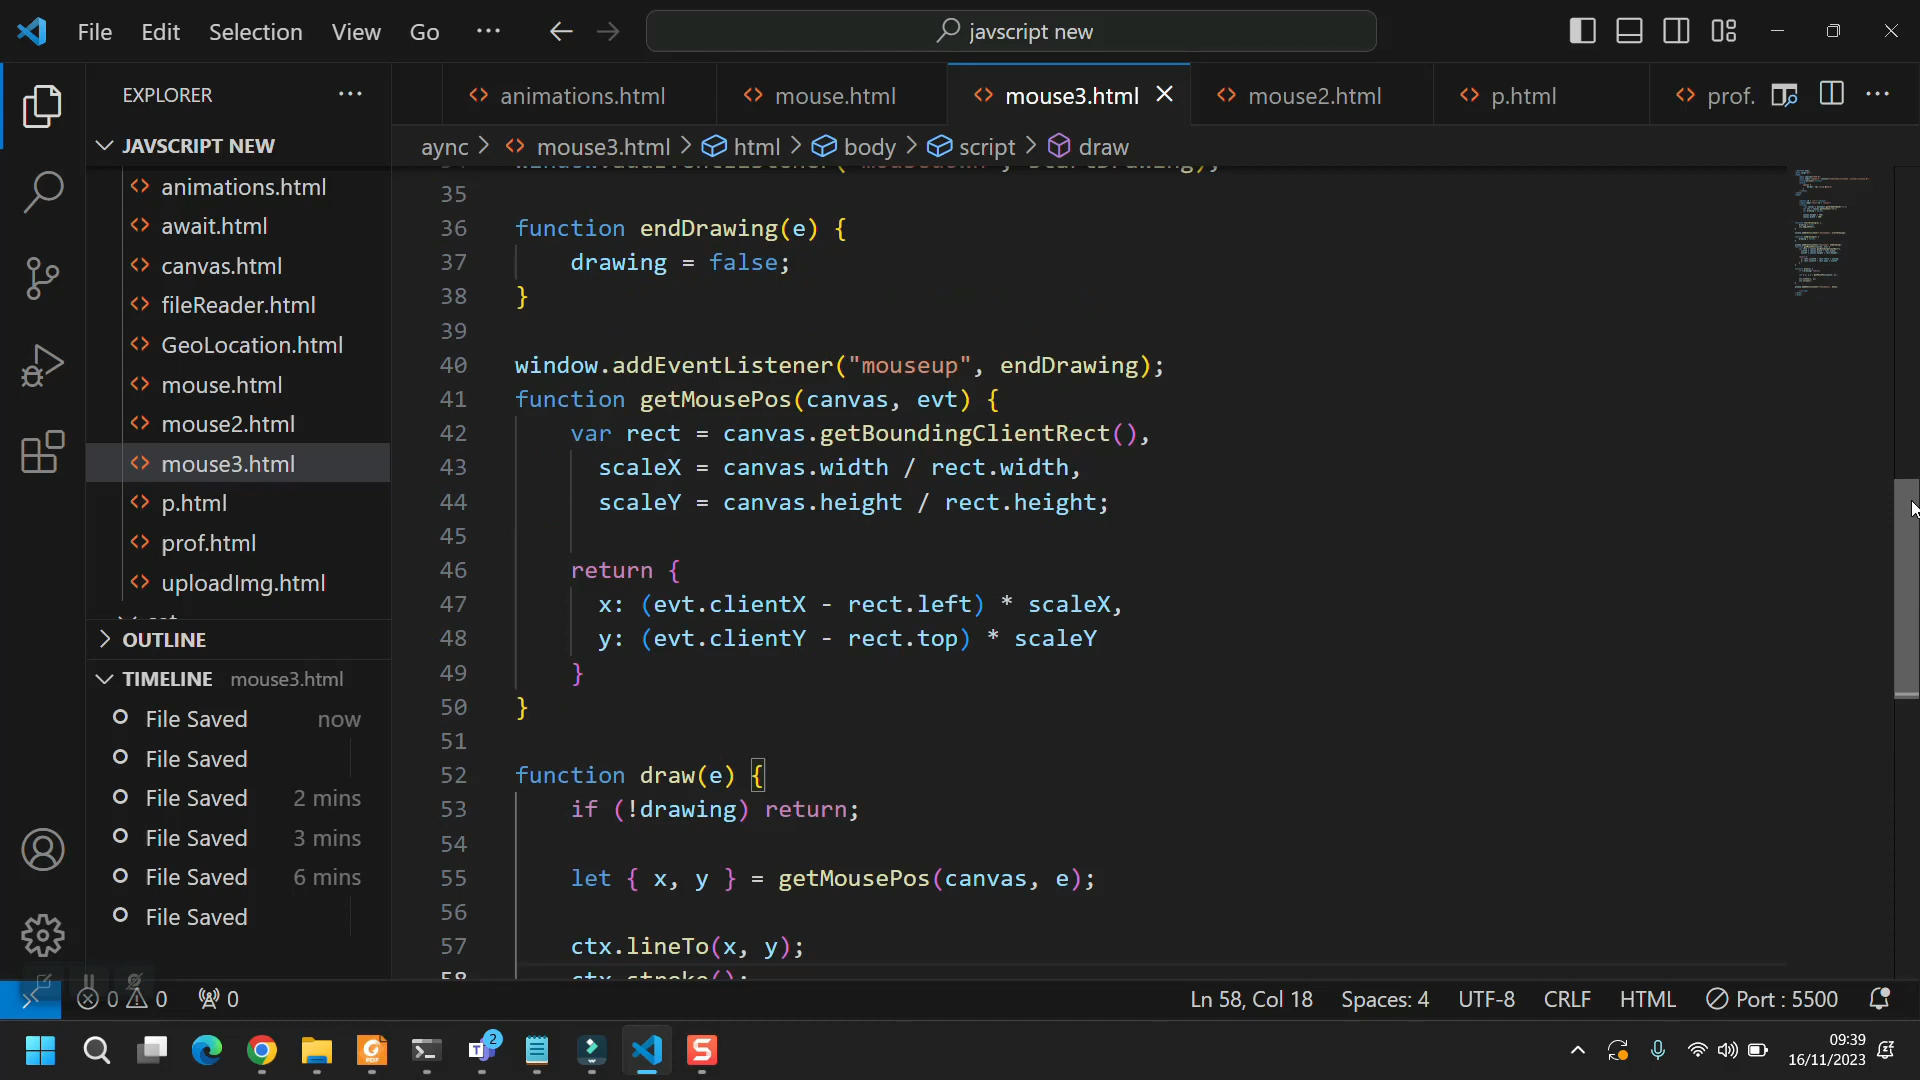 File Edit Selection View Go ··· javscript new
EXPLORER ···
animations.html mouse.html mouse3.html mouse2.html p.html prof. ···
JAVSCRIPT NEW
aync > mouse3.html > html > body > script > draw
animations.html
await.html
canvas.html
fileReader.html
GeoLocation.html
mouse.html
mouse2.html
mouse3.html
p.html
prof.html
uploadImg.html
OUTLINE
TIMELINE mouse3.html
File Saved now
File Saved
File Saved 2 mins
File Saved 3 mins
File Saved 6 mins
File Saved
35
36 function endDrawing(e) {
37 drawing = false;
38 }
39
40 window.addEventListener("mouseup", endDrawing);
41 function getMousePos(canvas, evt) {
42 var rect = canvas.getBoundingClientRect(),
43 scaleX = canvas.width / rect.width,
44 scaleY = canvas.height / rect.height;
45
46 return {
47 x: (evt.clientX - rect.left) * scaleX,
48 y: (evt.clientY - rect.top) * scaleY
49 }
50 }
51
52 function draw(e) {
53 if (!drawing) return;
54
55 let { x, y } = getMousePos(canvas, e);
56
57 ctx.lineTo(x, y);
58 ctx.stroke();
0 0 0 Ln 58, Col 18 Spaces: 4 UTF-8 CRLF HTML Port : 5500
2
09:39
16/11/2023